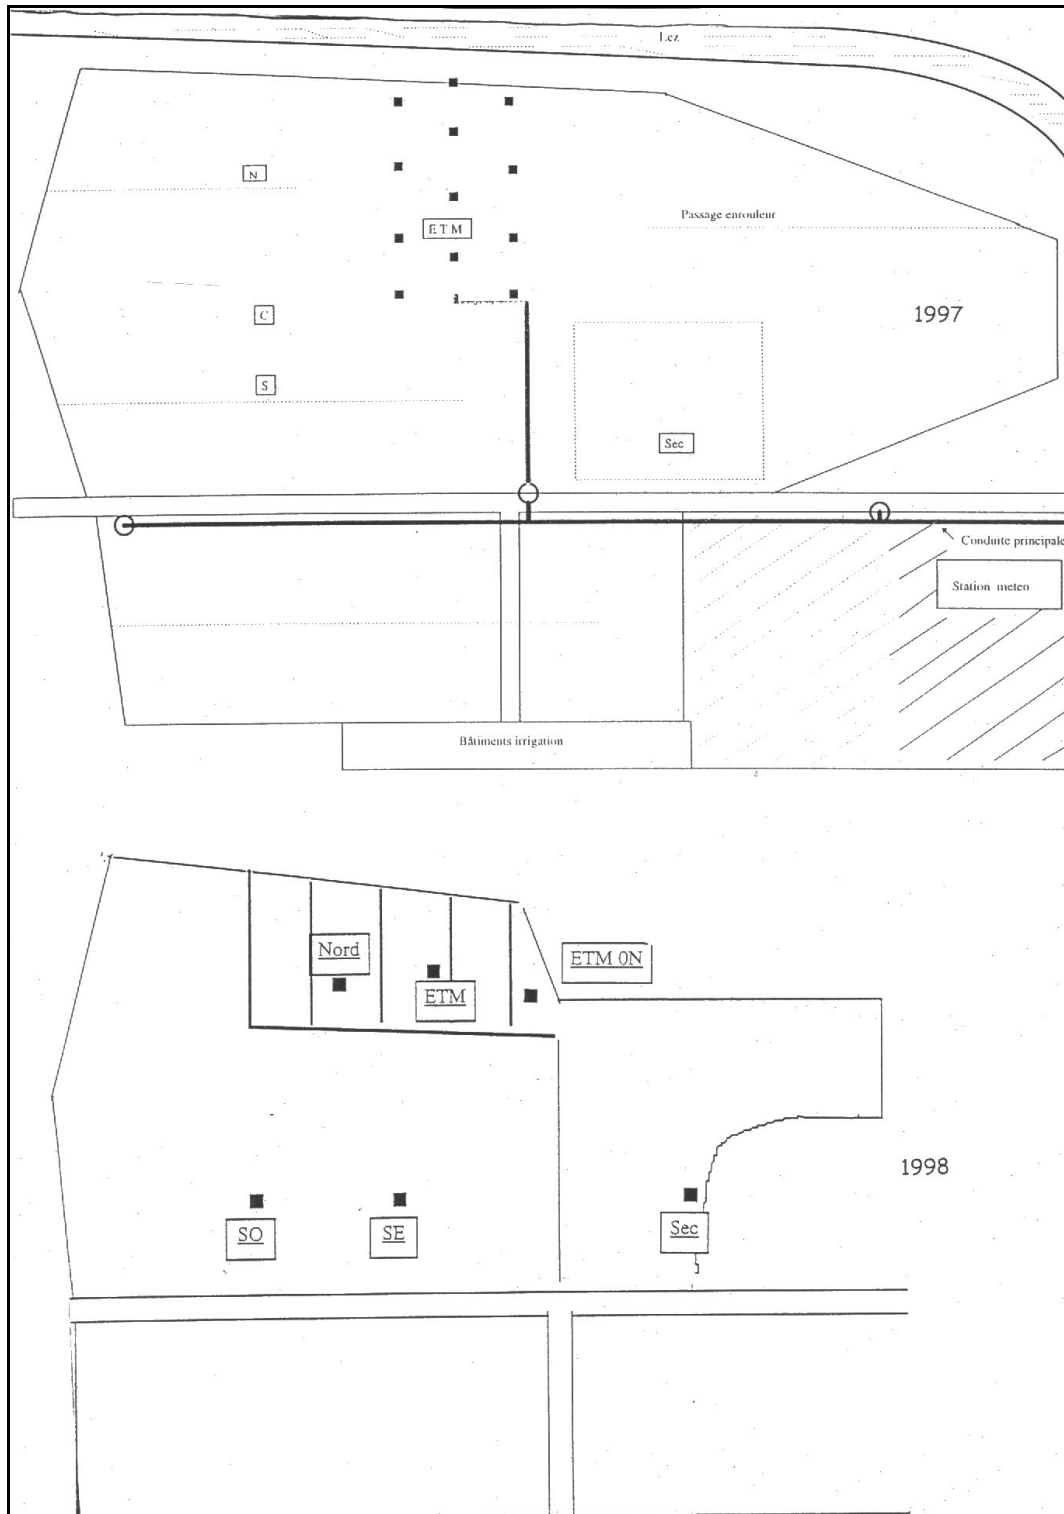 Lez
N
ETM
Passage enrouleur
C
1997
S
Sec
Conduite principale
Station meteo
Bâtiments irrigation
Nord
ETM 0N
ETM
1998
SO
SE
Sec